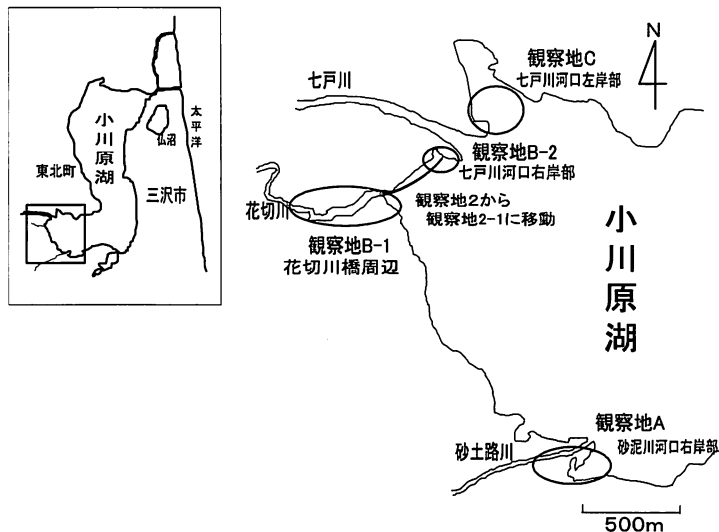 小川原湖
太平洋
仏沼
東北町
三沢市
N
観察地C
七戸川河口左岸部
七戸川
観察地B-2
七戸川河口右岸部
観察地2から
観察地2-1に移動
花切川
観察地B-1
花切川橋周辺
小川原湖
観察地A
砂泥川河口右岸部
砂土路川
500m